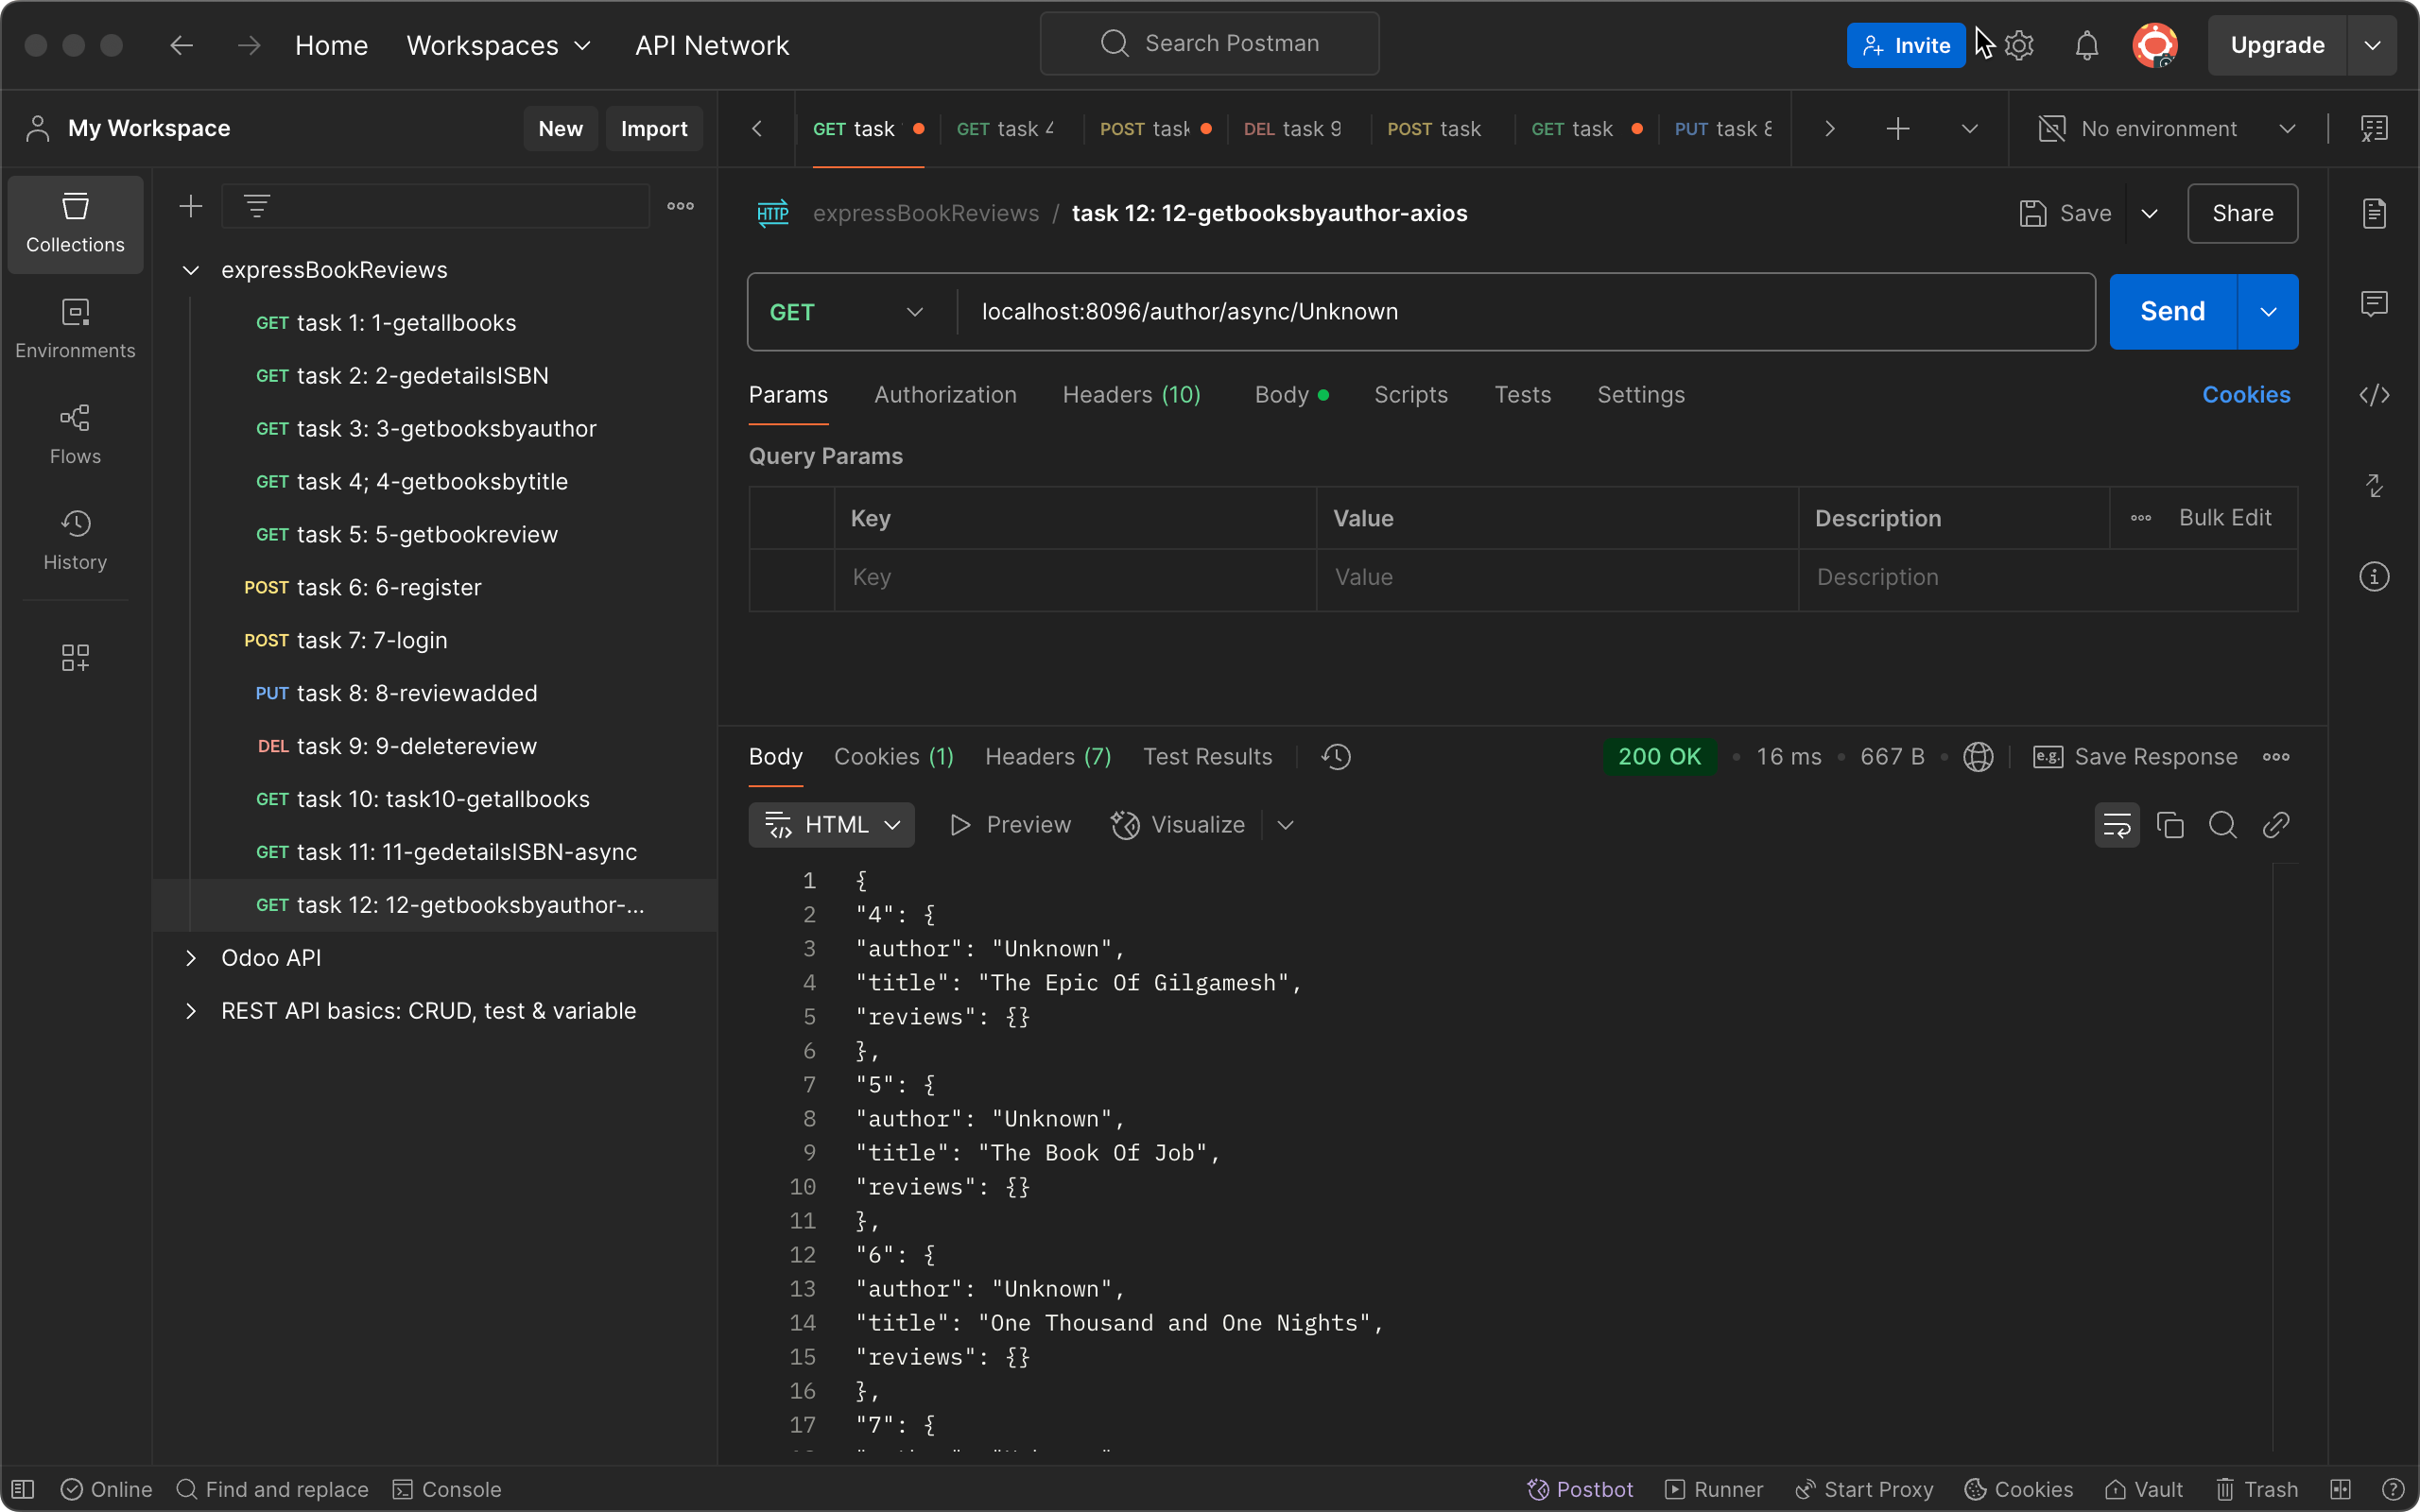 Home Workspaces API Network Search Postman Invite Upgrade
My Workspace New Import GET task GET task 4 POST task DEL task 9 POST task GET task PUT task 8 No environment
Collections
Environments
Flows
History
expressBookReviews
GET task 1: 1-getallbooks
GET task 2: 2-gedetailsISBN
GET task 3: 3-getbooksbyauthor
GET task 4; 4-getbooksbytitle
GET task 5: 5-getbookreview
POST task 6: 6-register
POST task 7: 7-login
PUT task 8: 8-reviewadded
DEL task 9: 9-deletereview
GET task 10: task10-getallbooks
GET task 11: 11-gedetailsISBN-async
GET task 12: 12-getbooksbyauthor-...
Odoo API
REST API basics: CRUD, test & variable
HTTP expressBookReviews / task 12: 12-getbooksbyauthor-axios Save Share
GET localhost:8096/author/async/Unknown Send
Params Authorization Headers (10) Body Scripts Tests Settings Cookies
Query Params
Key Value Description Bulk Edit
Key Value Description
Body Cookies (1) Headers (7) Test Results 200 OK 16 ms 667 B e.g. Save Response
HTML Preview Visualize
1 {
2 "4": {
3 "author": "Unknown",
4 "title": "The Epic Of Gilgamesh",
5 "reviews": {}
6 },
7 "5": {
8 "author": "Unknown",
9 "title": "The Book Of Job",
10 "reviews": {}
11 },
12 "6": {
13 "author": "Unknown",
14 "title": "One Thousand and One Nights",
15 "reviews": {}
16 },
17 "7": {
Online Find and replace Console Postbot Runner Start Proxy Cookies Vault Trash